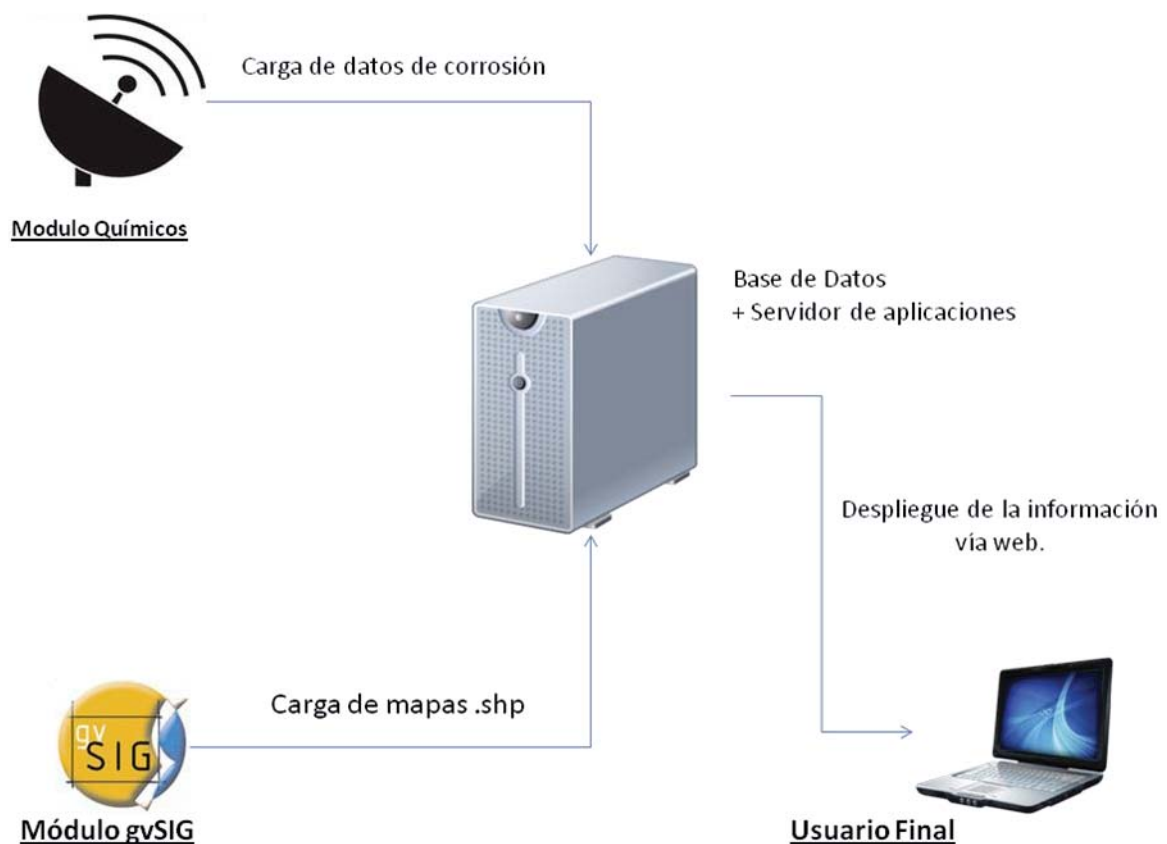 Carga de datos de corrosión
Modulo Químicos
Base de Datos
+ Servidor de aplicaciones
Despliegue de la información
vía web.
Carga de mapas .shp
gv
SIG
Módulo gvSIG
Usuario Final